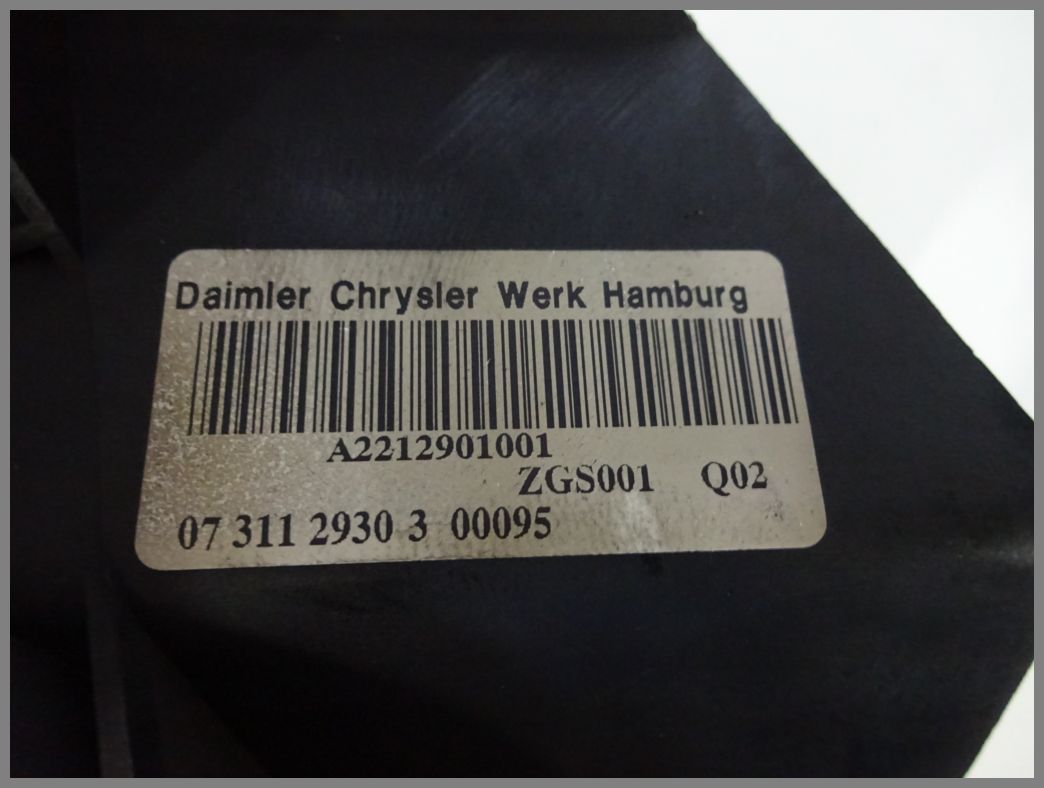 Daimler Chrysler Werk Hamburg
A2212901001
ZGS001 Q02
07 311 2930 3 00095